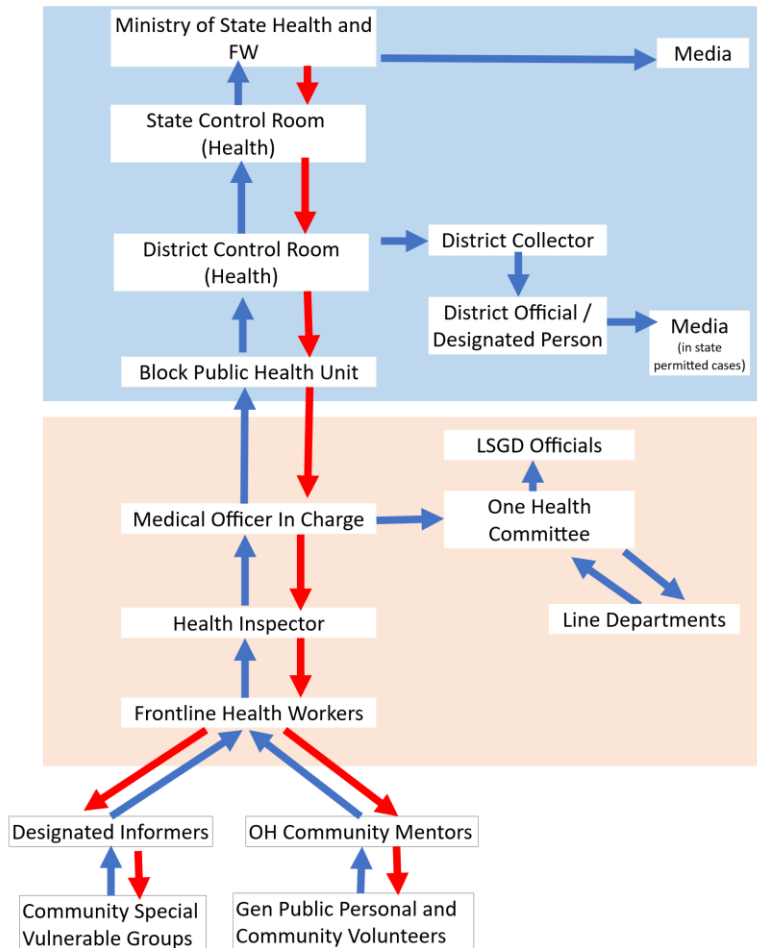 Ministry of State Health and
FW
Media
State Control Room
(Health)
District Control Room
(Health)
District Collector
District Official /
Designated Person
Media
(in state
permitted cases)
Block Public Health Unit
LSGD Officials
Medical Officer In Charge
One Health
Committee
Health Inspector
Line Departments
Frontline Health Workers
Designated Informers
OH Community Mentors
Community Special
Vulnerable Groups
Gen Public Personal and
Community Volunteers